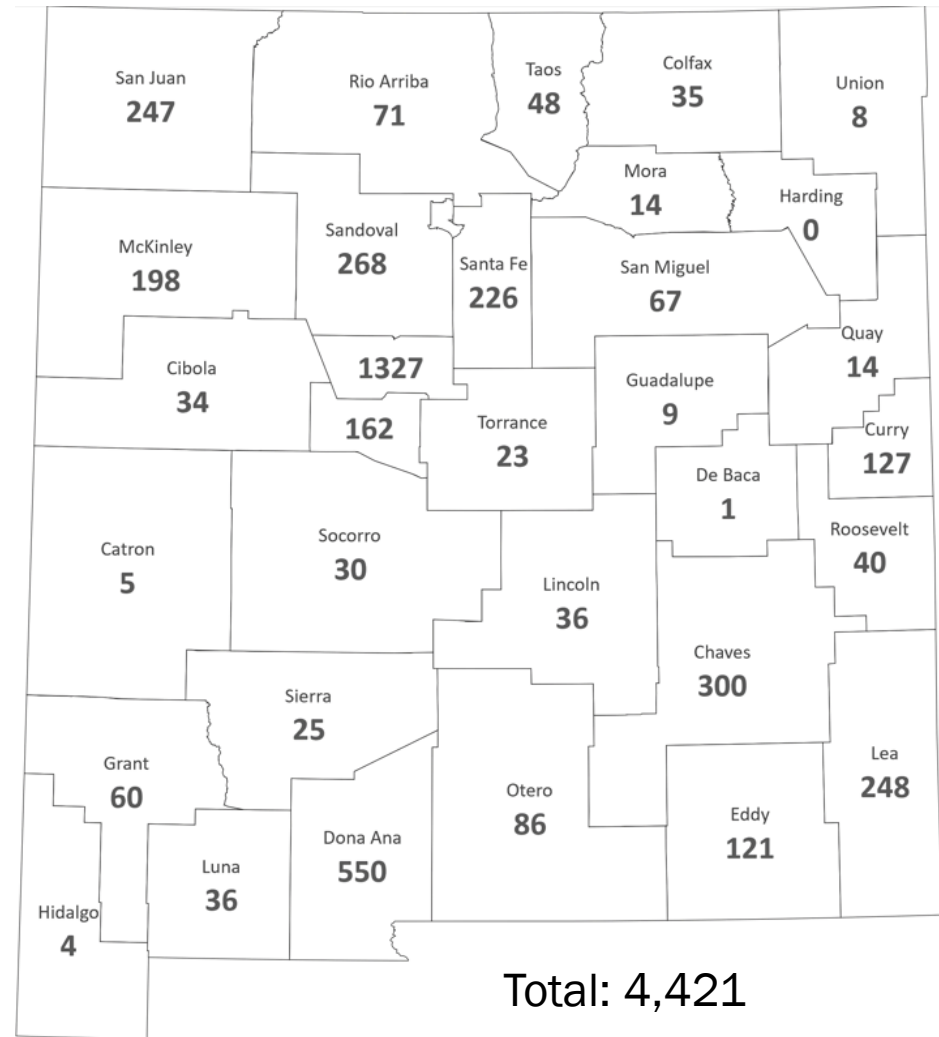 San Juan
247
Rio Arriba
71
Taos
48
Colfax
35
Union
8
Mora
14
Harding
0
McKinley
198
Sandoval
268
Santa Fe
226
San Miguel
67
Quay
14
Cibola
34
1327
162
Torrance
23
Guadalupe
9
Curry
127
De Baca
1
Roosevelt
40
Catron
5
Socorro
30
Lincoln
36
Chaves
300
Sierra
25
Grant
60
Otero
86
Lea
248
Eddy
121
Dona Ana
550
Luna
36
Hidalgo
4
Total: 4,421